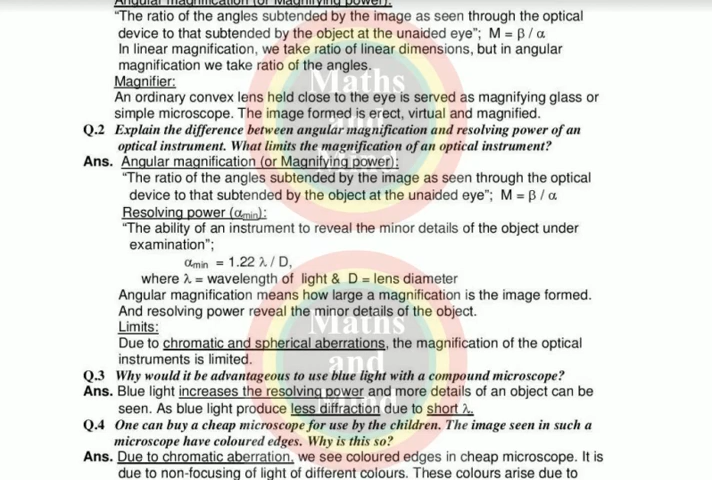 Angular magnification (or Magnifying power):
"The ratio of the angles subtended by the image as seen through the optical
device to that subtended by the object at the unaided eye"; M = β / α
In linear magnification, we take ratio of linear dimensions, but in angular
magnification we take ratio of the angles.
Magnifier:
An ordinary convex lens held close to the eye is served as magnifying glass or
simple microscope. The image formed is erect, virtual and magnified.
Q.2 Explain the difference between angular magnification and resolving power of an
optical instrument. What limits the magnification of an optical instrument?
Ans. Angular magnification (or Magnifying power):
"The ratio of the angles subtended by the image as seen through the optical
device to that subtended by the object at the unaided eye"; M = β / α
Resolving power (αmin):
"The ability of an instrument to reveal the minor details of the object under
examination";
αmin = 1.22 λ / D,
where λ = wavelength of light & D = lens diameter
Angular magnification means how large a magnification is the image formed.
And resolving power reveal the minor details of the object.
Limits:
Due to chromatic and spherical aberrations, the magnification of the optical
instruments is limited.
Q.3 Why would it be advantageous to use blue light with a compound microscope?
Ans. Blue light increases the resolving power and more details of an object can be
seen. As blue light produce less diffraction due to short λ.
Q.4 One can buy a cheap microscope for use by the children. The image seen in such a
microscope have coloured edges. Why is this so?
Ans. Due to chromatic aberration, we see coloured edges in cheap microscope. It is
due to non-focusing of light of different colours. These colours arise due to
Maths
and
Mind
Maths
and
Mind